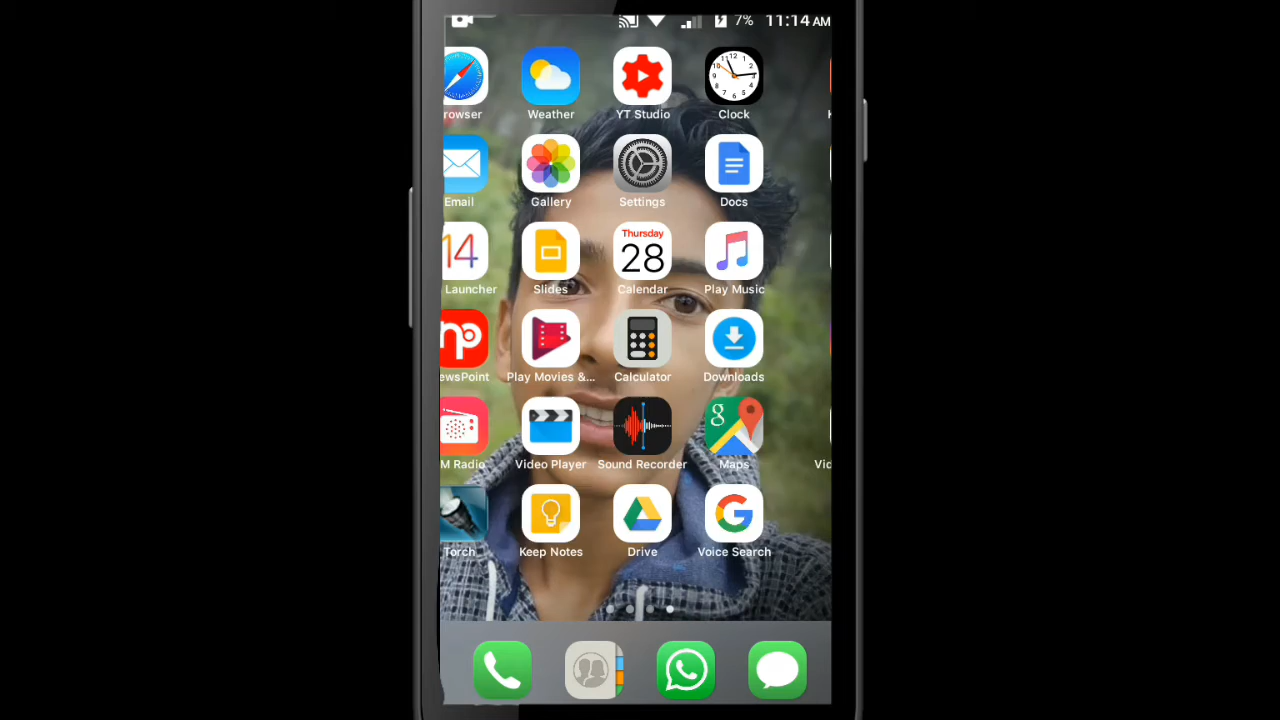 7% 11:14 AM
rowser Weather YT Studio Clock
Email Gallery Settings Docs
14 Thursday 28
Launcher Slides Calendar Play Music
np
ewsPoint Play Movies &... Calculator Downloads
g
M Radio Video Player Sound Recorder Maps Vid
Torch Keep Notes Drive Voice Search